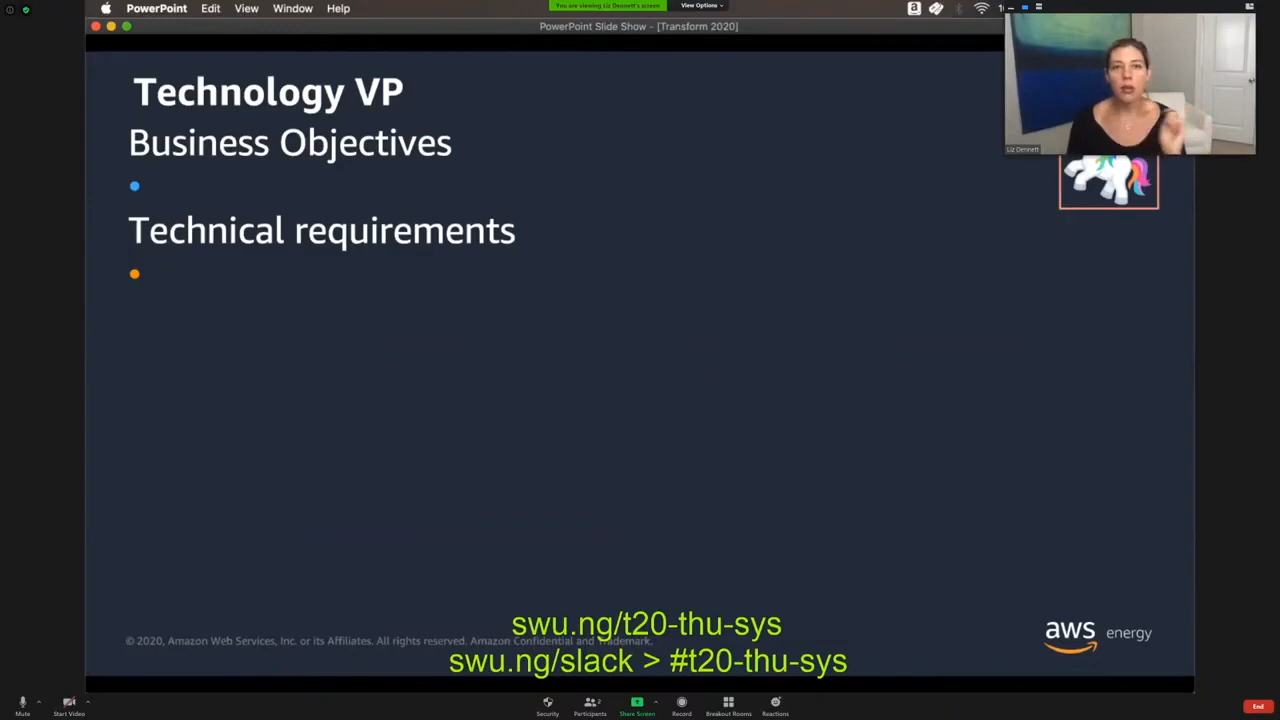 You are viewing Liz Dennett's screen
View Options
PowerPoint
Edit
View
Window
Help
PowerPoint Slide Show - [Transform 2020]
Liz Dennett
Technology VP
Business Objectives
Technical requirements
swu.ng/t20-thu-sys
© 2020, Amazon Web Services, Inc. or its Affiliates. All rights reserved. Amazon Confidential and Trademark.
swu.ng/slack > #t20-thu-sys
aws energy
Mute
Start Video
Security
Participants
2
Share Screen
Record
Breakout Rooms
Reactions
End